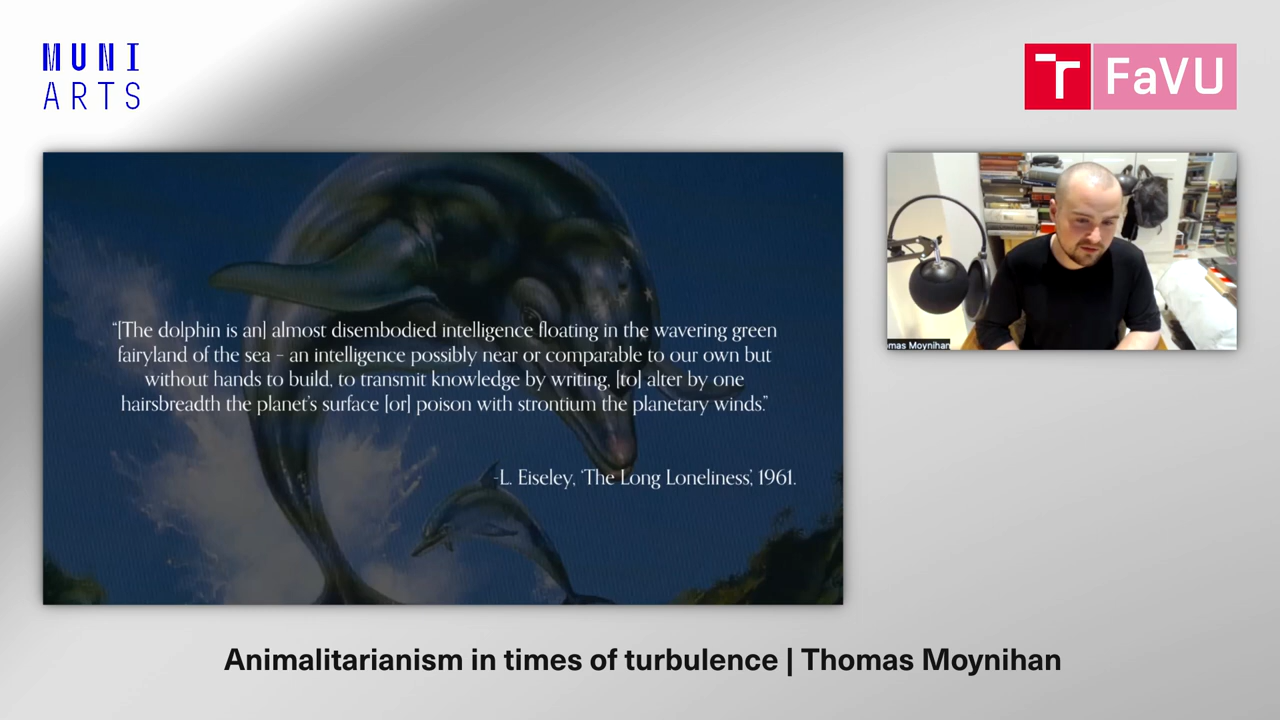 MUNI
ARTS
T FaVU
“[The dolphin is an] almost disembodied intelligence floating in the wavering green
fairyland of the sea – an intelligence possibly near or comparable to our own but
without hands to build, to transmit knowledge by writing, [to] alter by one
hairsbreadth the planet’s surface [or] poison with strontium the planetary winds.”
-L. Eiseley, ‘The Long Loneliness’, 1961.
omas Moynihan
Animalitarianism in times of turbulence | Thomas Moynihan